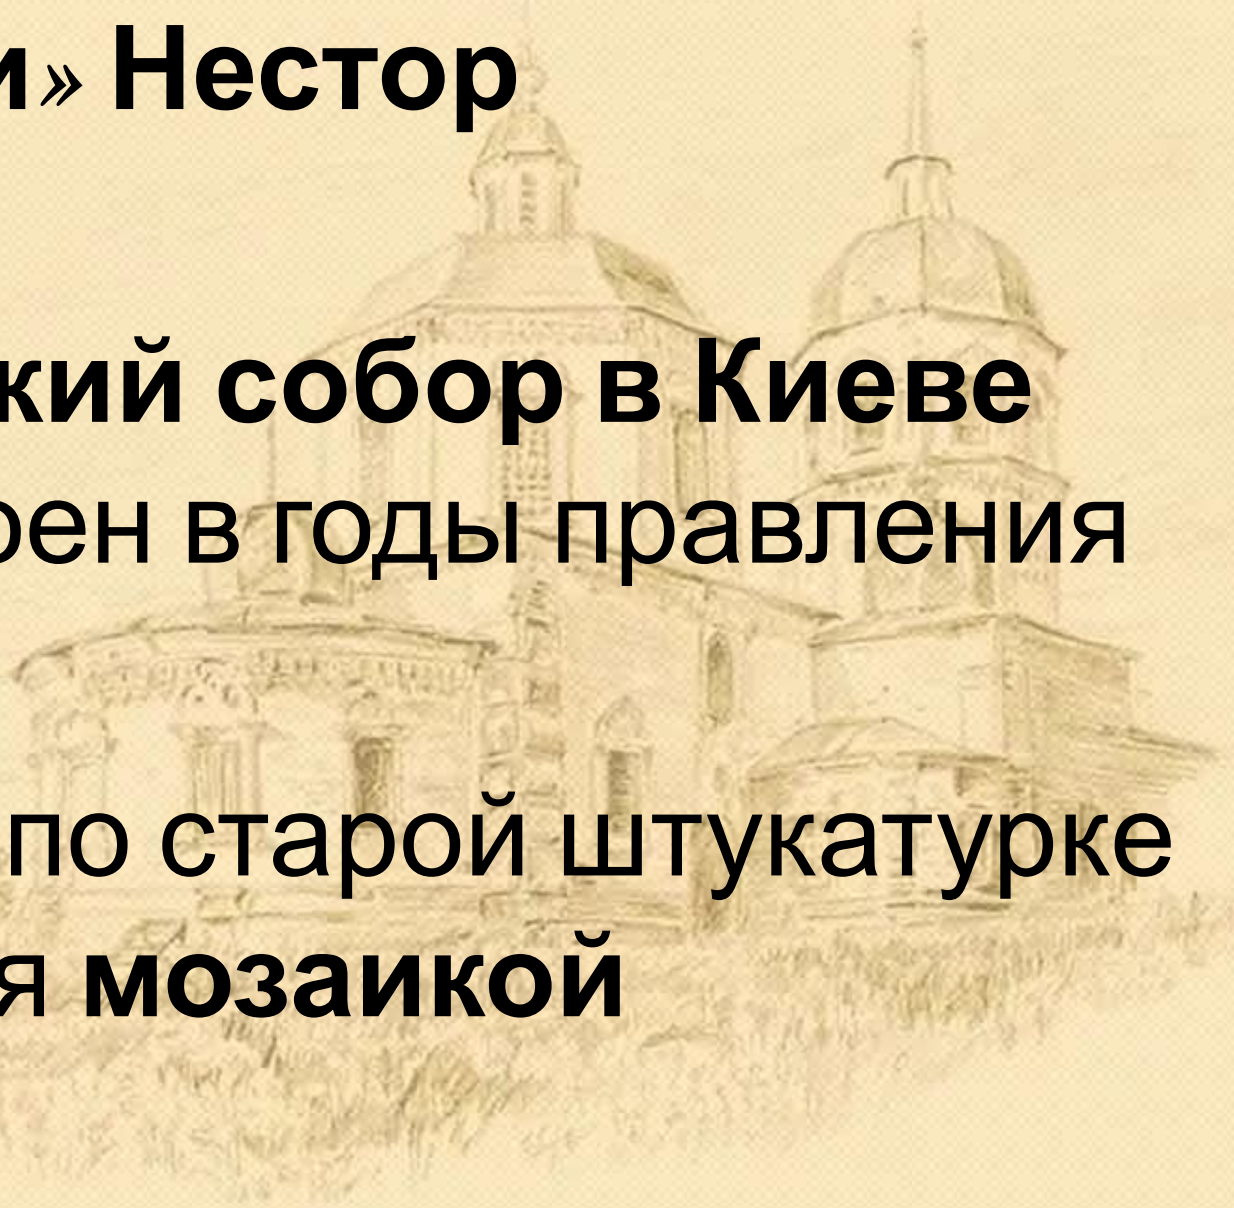 и» Нестор
кий собор в Киеве
рен в годы правления
по старой штукатурке
я мозаикой